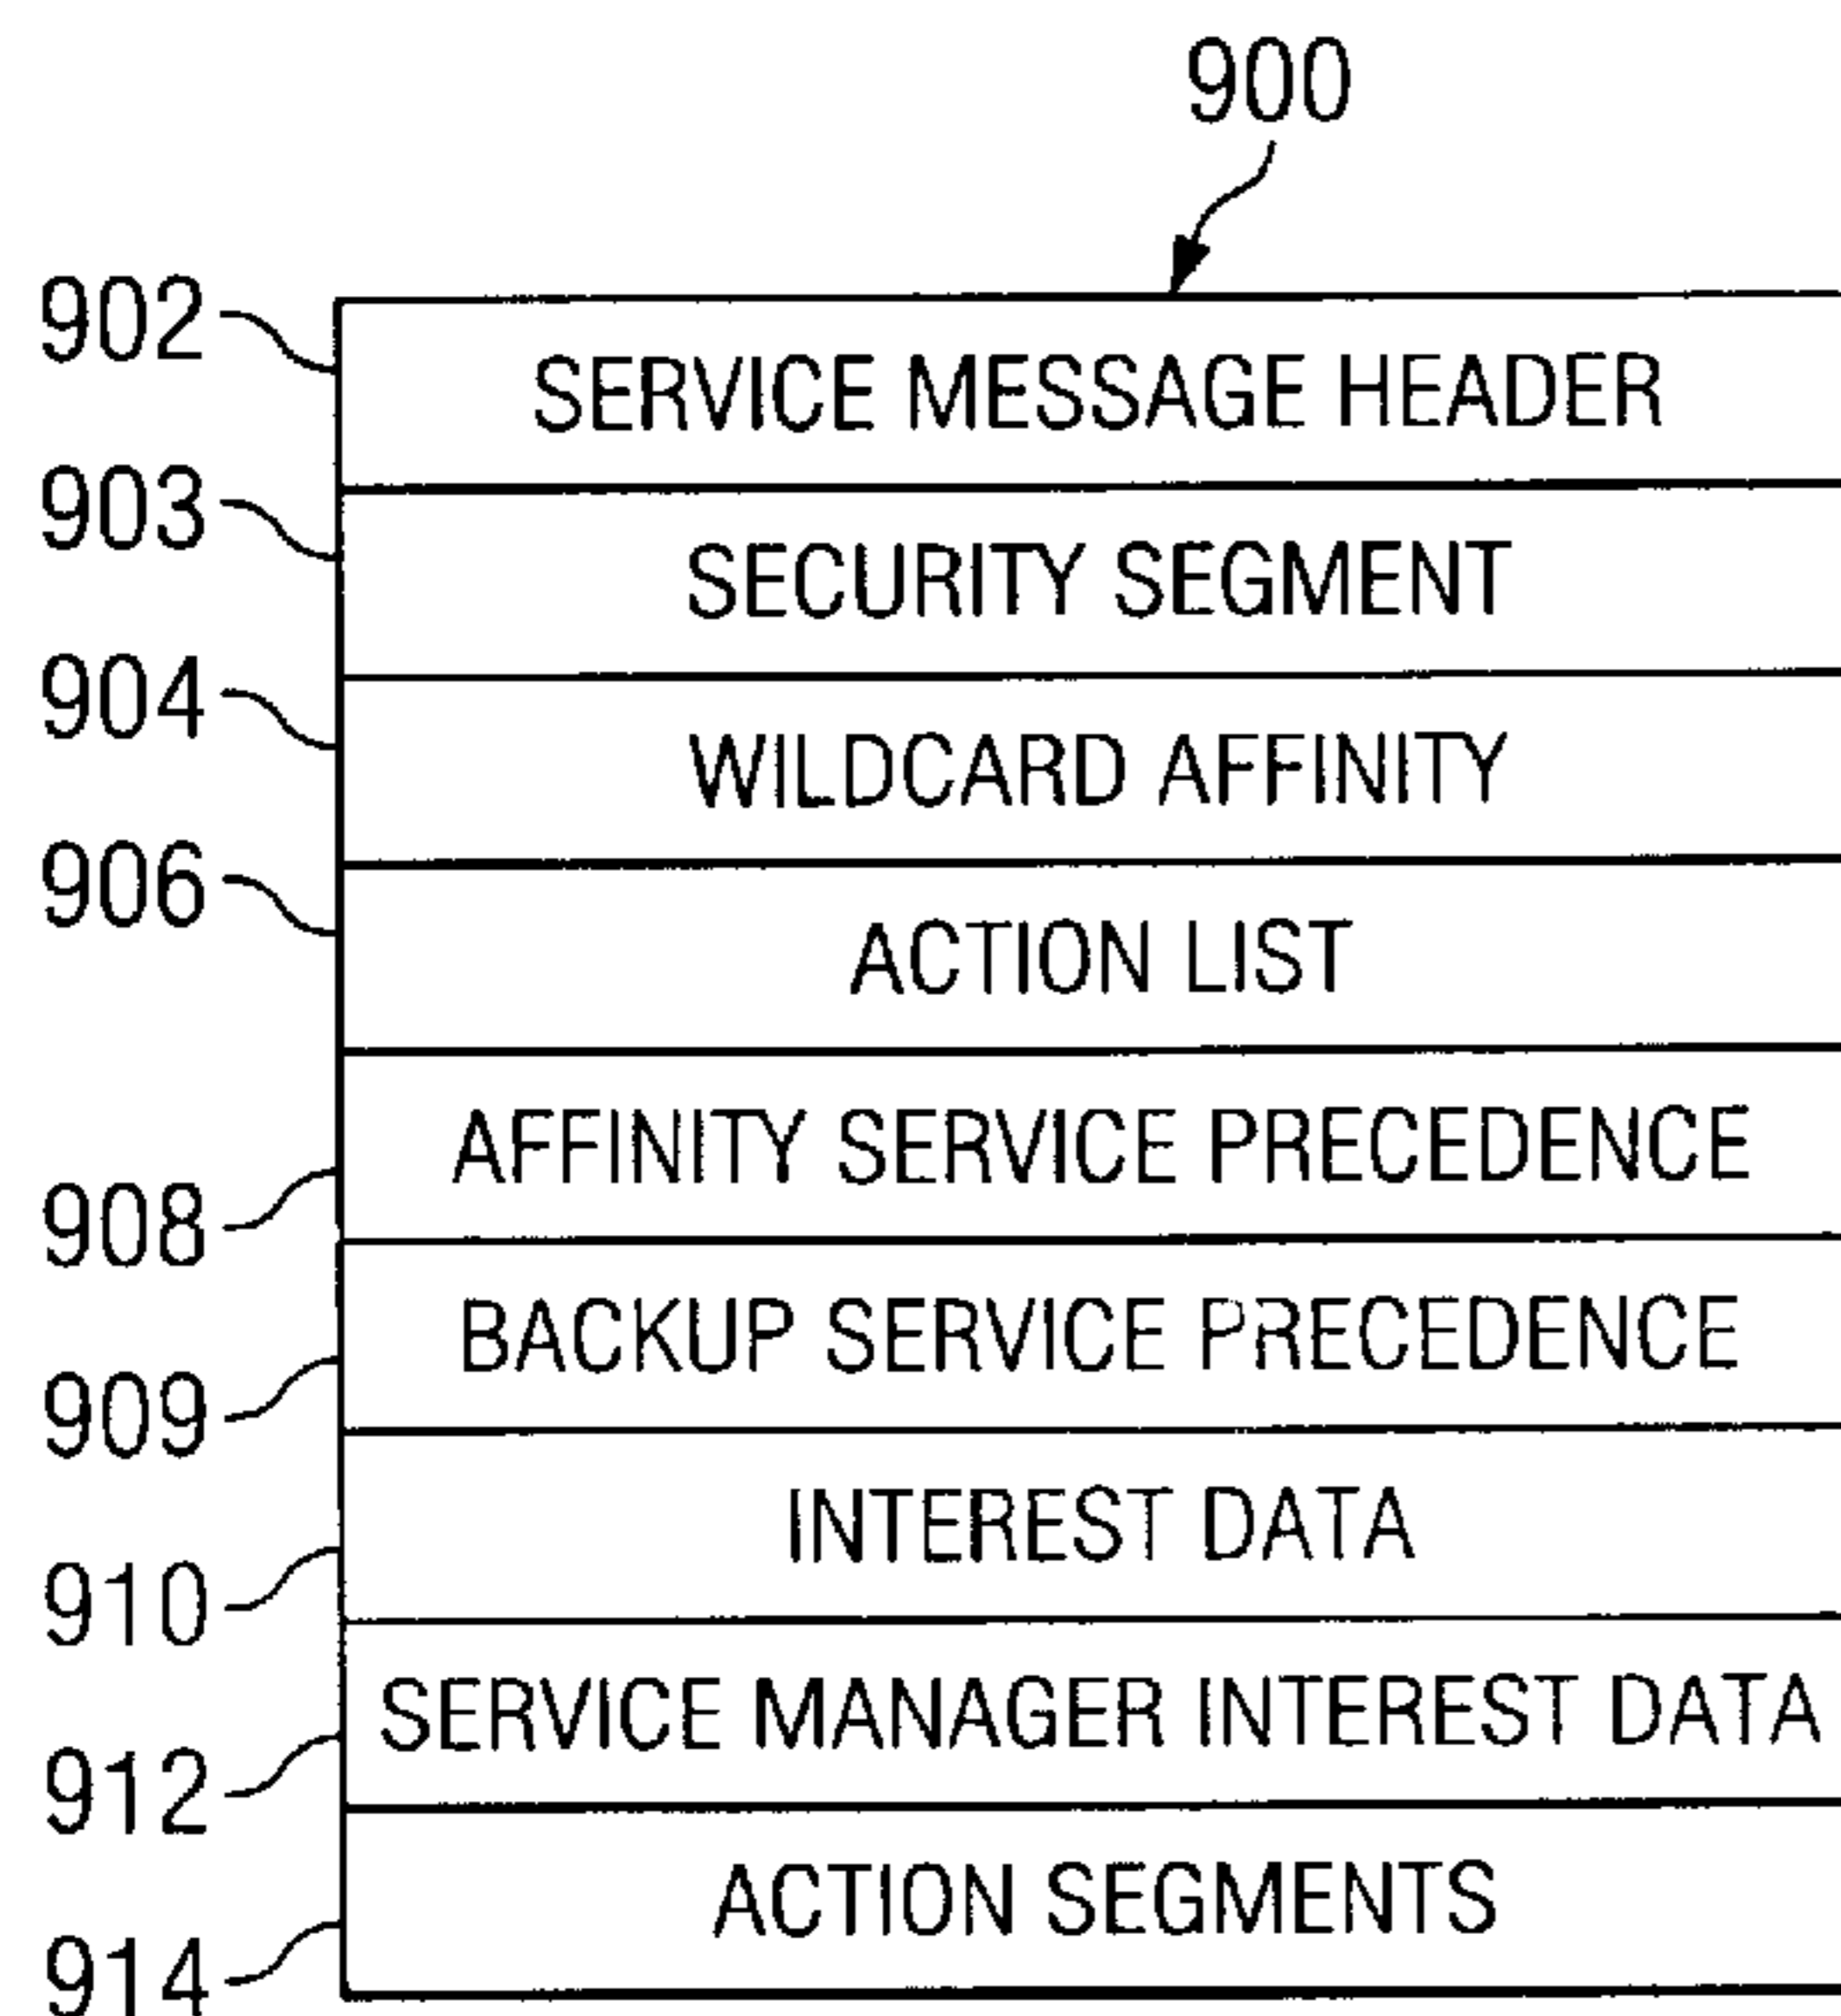 900
902
SERVICE MESSAGE HEADER
903
SECURITY SEGMENT
904
WILDCARD AFFINITY
906
ACTION LIST
908
AFFINITY SERVICE PRECEDENCE
909
BACKUP SERVICE PRECEDENCE
910
INTEREST DATA
912
SERVICE MANAGER INTEREST DATA
914
ACTION SEGMENTS